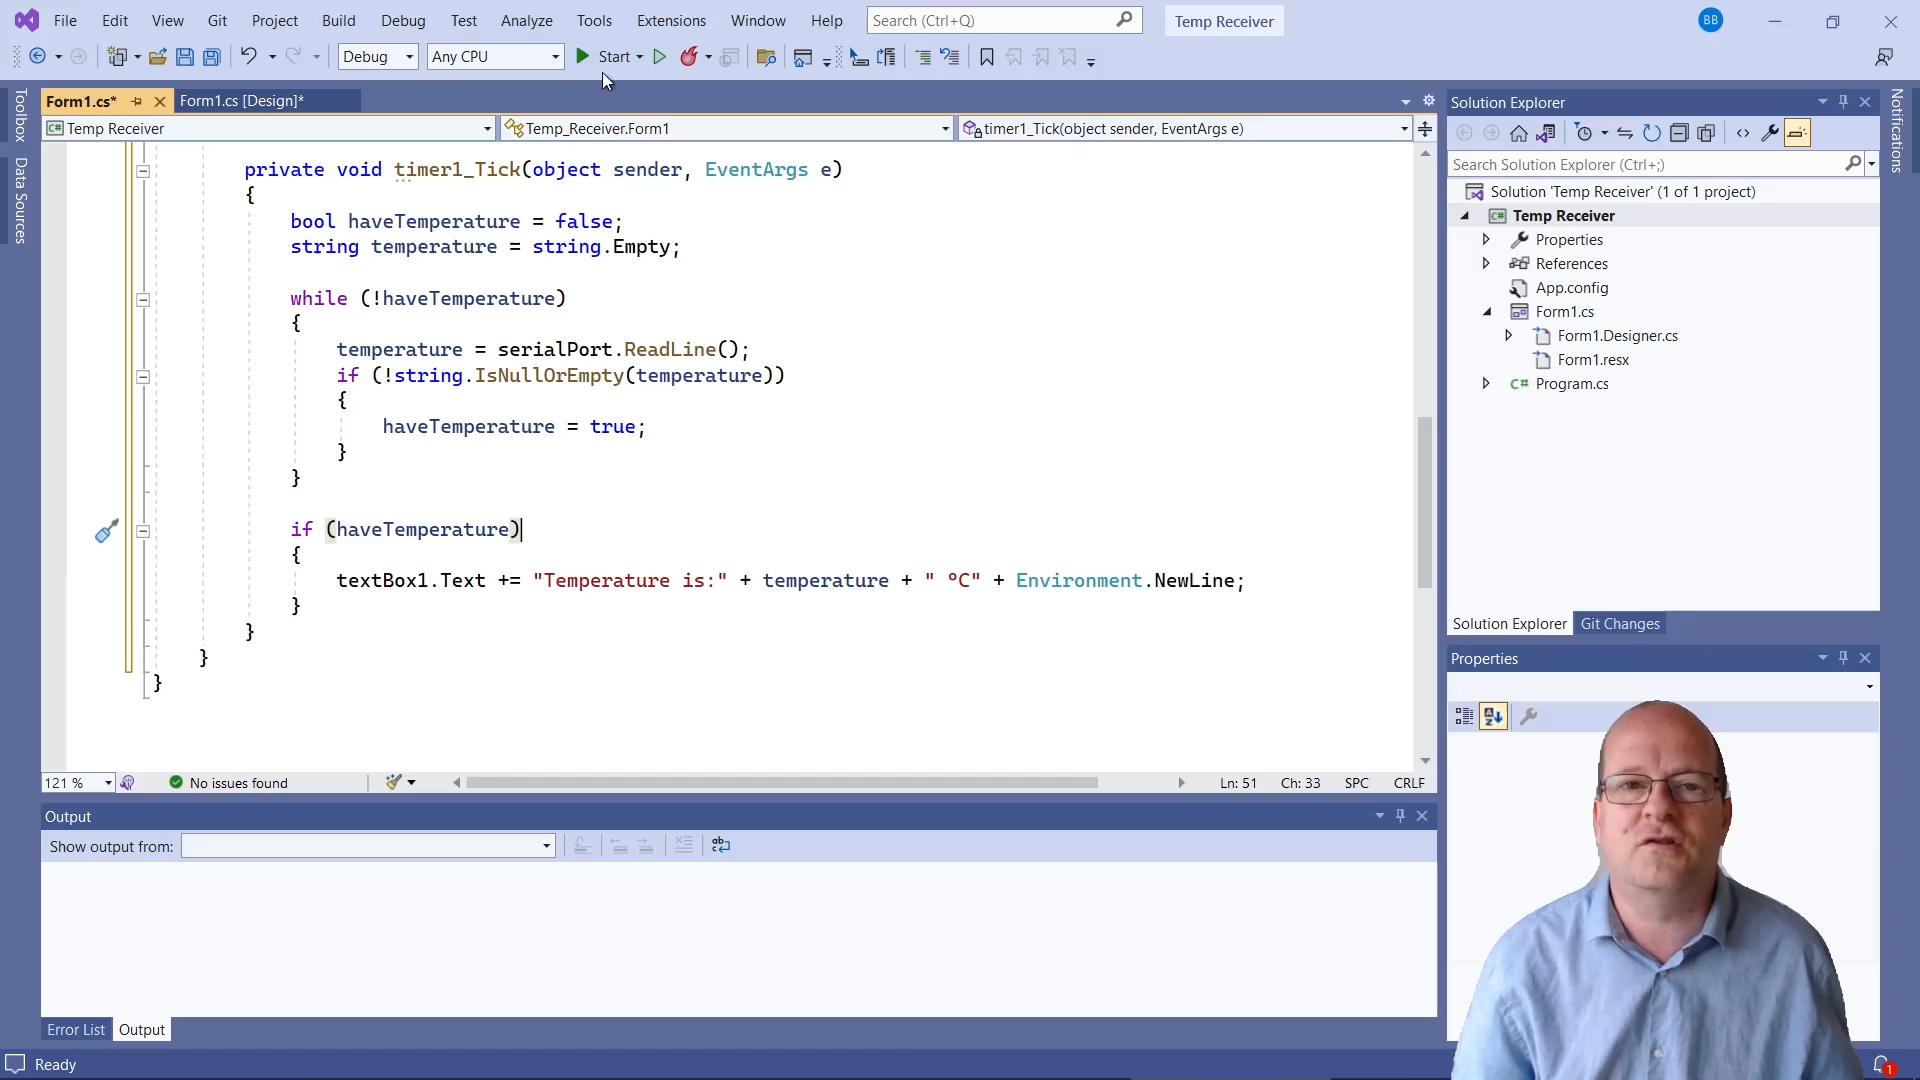 File Edit View Git Project Build Debug Test Analyze Tools Extensions Window Help Search (Ctrl+Q) Temp Receiver BB
Debug Any CPU Start
Toolbox
Data Sources
Form1.cs* Form1.cs [Design]*
C# Temp Receiver Temp_Receiver.Form1 timer1_Tick(object sender, EventArgs e)
private void timer1_Tick(object sender, EventArgs e)
{
bool haveTemperature = false;
string temperature = string.Empty;
while (!haveTemperature)
{
temperature = serialPort.ReadLine();
if (!string.IsNullOrEmpty(temperature))
{
haveTemperature = true;
}
}
if (haveTemperature)
{
textBox1.Text += "Temperature is:" + temperature + " °C" + Environment.NewLine;
}
}
}
}
121 % No issues found Ln: 51 Ch: 33 SPC CRLF
Output
Show output from:
Error List Output
Ready
Solution Explorer
Search Solution Explorer (Ctrl+;)
Solution 'Temp Receiver' (1 of 1 project)
C# Temp Receiver
Properties
References
App.config
Form1.cs
Form1.Designer.cs
Form1.resx
C# Program.cs
Solution Explorer Git Changes
Properties
Notifications
1